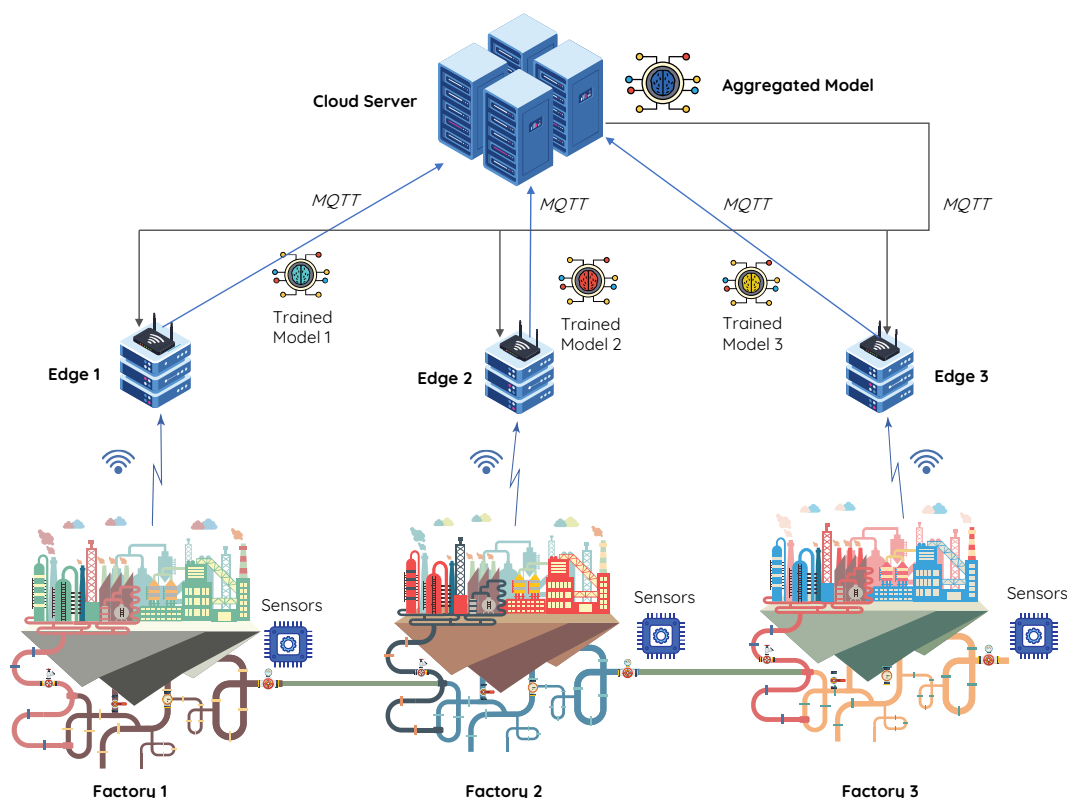 Cloud Server
Aggregated Model
MQTT
MQTT
MQTT
MQTT
Trained
Model 1
Trained
Model 2
Trained
Model 3
Edge 1
Edge 2
Edge 3
Sensors
Sensors
Sensors
Factory 1
Factory 2
Factory 3